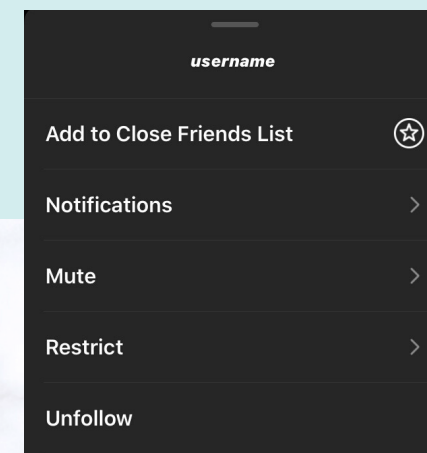 username
Add to Close Friends List
Notifications
Mute
Restrict
Unfollow